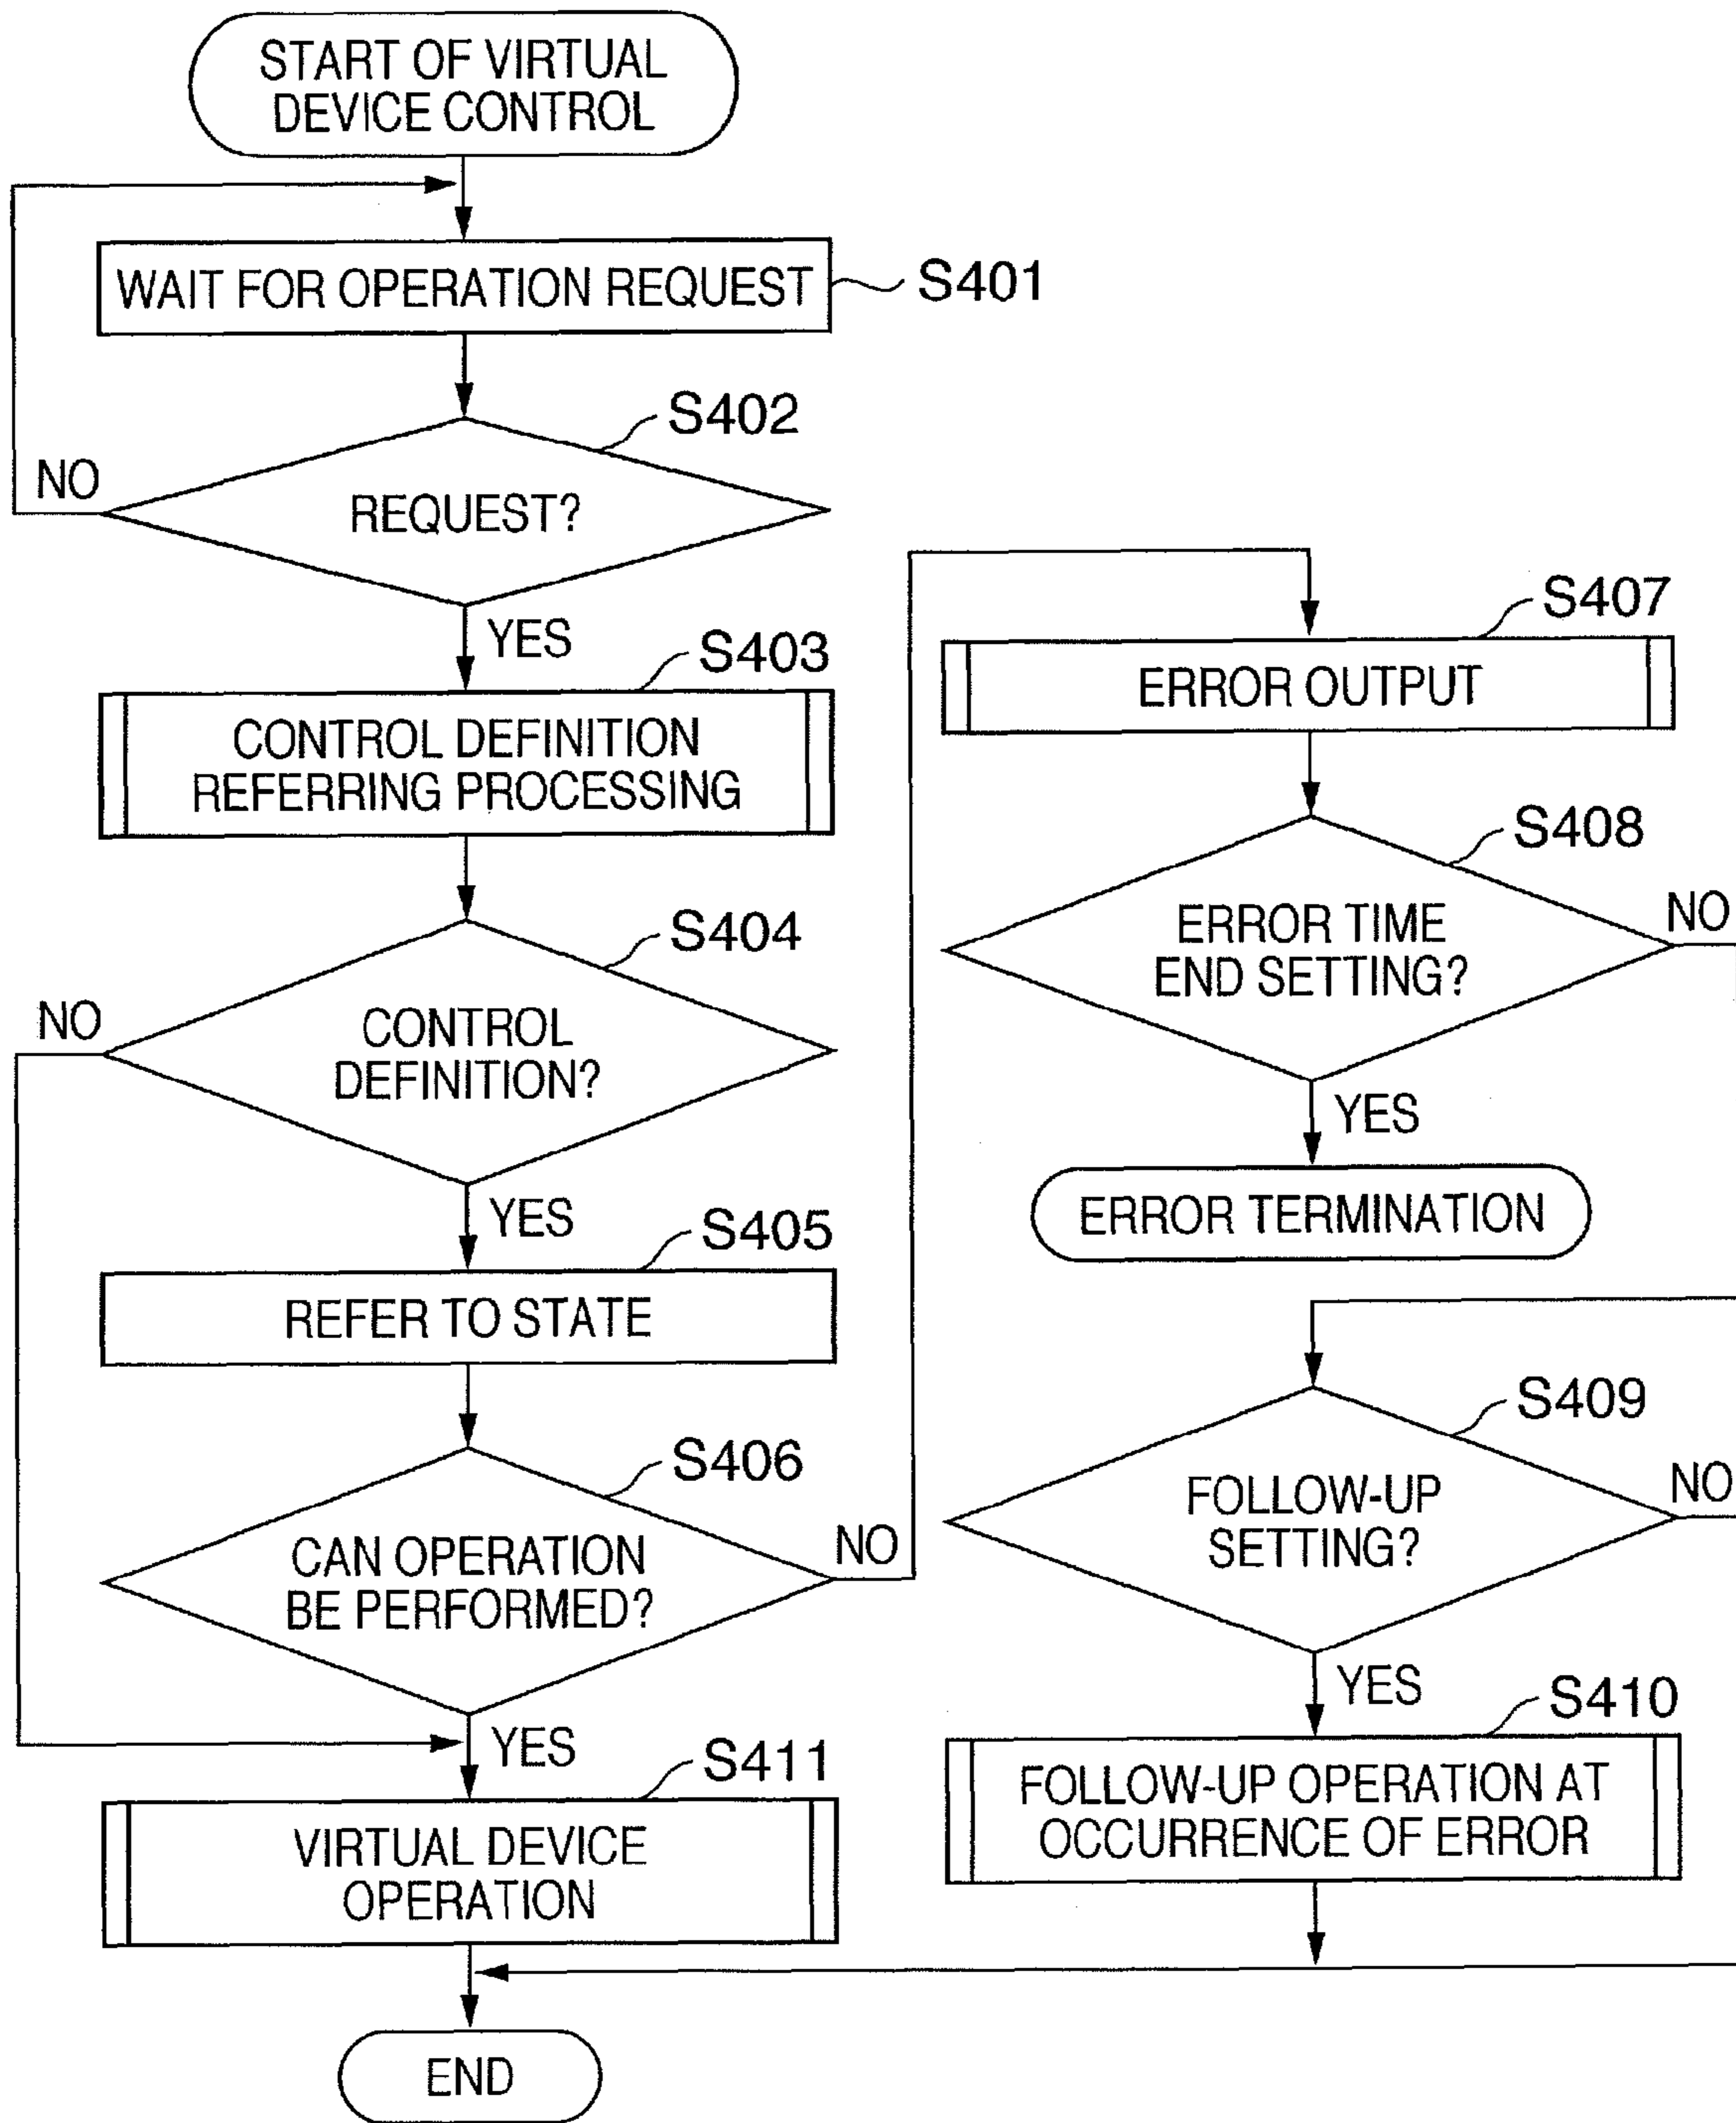 START OF VIRTUAL
DEVICE CONTROL
WAIT FOR OPERATION REQUEST
S401
S402
NO
REQUEST?
YES
S403
CONTROL DEFINITION
REFERRING PROCESSING
S404
NO
CONTROL
DEFINITION?
YES
S405
REFER TO STATE
S406
CAN OPERATION
BE PERFORMED?
NO
YES
S411
VIRTUAL DEVICE
OPERATION
END
S407
ERROR OUTPUT
S408
ERROR TIME
END SETTING?
NO
YES
ERROR TERMINATION
S409
FOLLOW-UP
SETTING?
NO
YES
S410
FOLLOW-UP OPERATION AT
OCCURRENCE OF ERROR